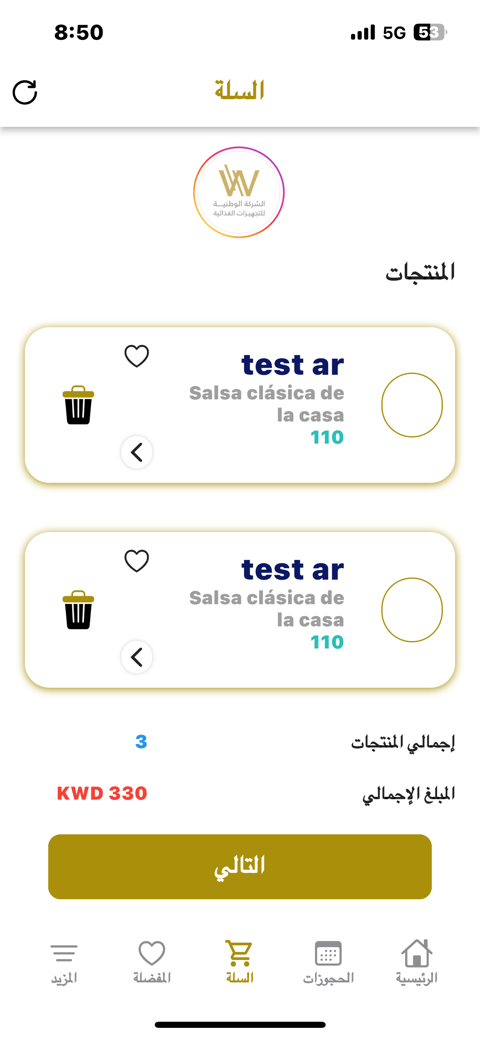 8:50
5G
53
السلة
الشركة الوطنيـة
للتجهيزات الغذائية
المنتجات
test ar
Salsa clásica de
la casa
110
test ar
Salsa clásica de
la casa
110
إجمالي المنتجات 3
المبلغ الإجمالي KWD 330
التالي
الرئيسية
الحجوزات
السلة
المفضلة
المزيد